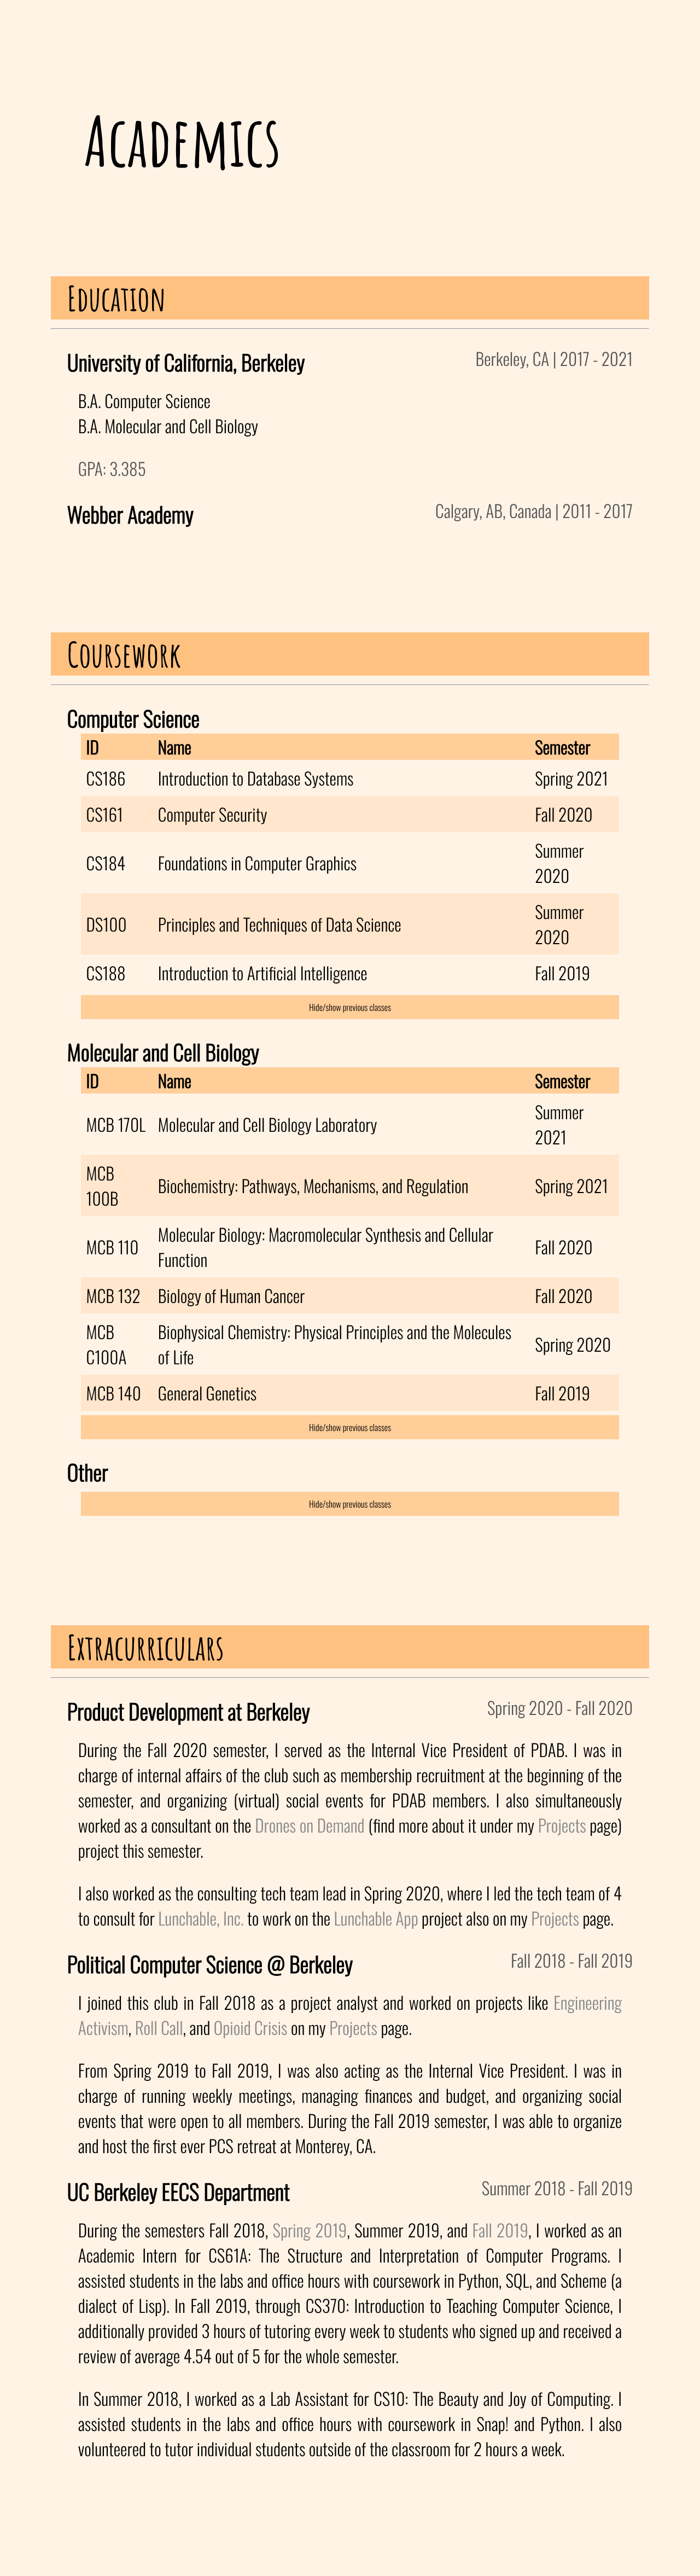 Academics
Education
University of California, Berkeley
Berkeley, CA | 2017 - 2021
B.A. Computer Science
B.A. Molecular and Cell Biology
GPA: 3.385
Webber Academy
Calgary, AB, Canada | 2011 - 2017
Coursework
Computer Science
ID Name Semester
CS186 Introduction to Database Systems Spring 2021
CS161 Computer Security Fall 2020
CS184 Foundations in Computer Graphics Summer
2020
DS100 Principles and Techniques of Data Science Summer
2020
CS188 Introduction to Artificial Intelligence Fall 2019
Hide/show previous classes
Molecular and Cell Biology
ID Name Semester
MCB 170L Molecular and Cell Biology Laboratory Summer
2021
MCB
100B Biochemistry: Pathways, Mechanisms, and Regulation Spring 2021
MCB 110 Molecular Biology: Macromolecular Synthesis and Cellular
Function Fall 2020
MCB 132 Biology of Human Cancer Fall 2020
MCB
C100A Biophysical Chemistry: Physical Principles and the Molecules
of Life Spring 2020
MCB 140 General Genetics Fall 2019
Hide/show previous classes
Other
Hide/show previous classes
Extracurriculars
Product Development at Berkeley
Spring 2020 - Fall 2020
During the Fall 2020 semester, I served as the Internal Vice President of PDAB. I was in
charge of internal affairs of the club such as membership recruitment at the beginning of the
semester, and organizing (virtual) social events for PDAB members. I also simultaneously
worked as a consultant on the Drones on Demand (find more about it under my Projects page)
project this semester.
I also worked as the consulting tech team lead in Spring 2020, where I led the tech team of 4
to consult for Lunchable, Inc. to work on the Lunchable App project also on my Projects page.
Political Computer Science @ Berkeley
Fall 2018 - Fall 2019
I joined this club in Fall 2018 as a project analyst and worked on projects like Engineering
Activism, Roll Call, and Opioid Crisis on my Projects page.
From Spring 2019 to Fall 2019, I was also acting as the Internal Vice President. I was in
charge of running weekly meetings, managing finances and budget, and organizing social
events that were open to all members. During the Fall 2019 semester, I was able to organize
and host the first ever PCS retreat at Monterey, CA.
UC Berkeley EECS Department
Summer 2018 - Fall 2019
During the semesters Fall 2018, Spring 2019, Summer 2019, and Fall 2019, I worked as an
Academic Intern for CS61A: The Structure and Interpretation of Computer Programs. I
assisted students in the labs and office hours with coursework in Python, SQL, and Scheme (a
dialect of Lisp). In Fall 2019, through CS370: Introduction to Teaching Computer Science, I
additionally provided 3 hours of tutoring every week to students who signed up and received a
review of average 4.54 out of 5 for the whole semester.
In Summer 2018, I worked as a Lab Assistant for CS10: The Beauty and Joy of Computing. I
assisted students in the labs and office hours with coursework in Snap! and Python. I also
volunteered to tutor individual students outside of the classroom for 2 hours a week.